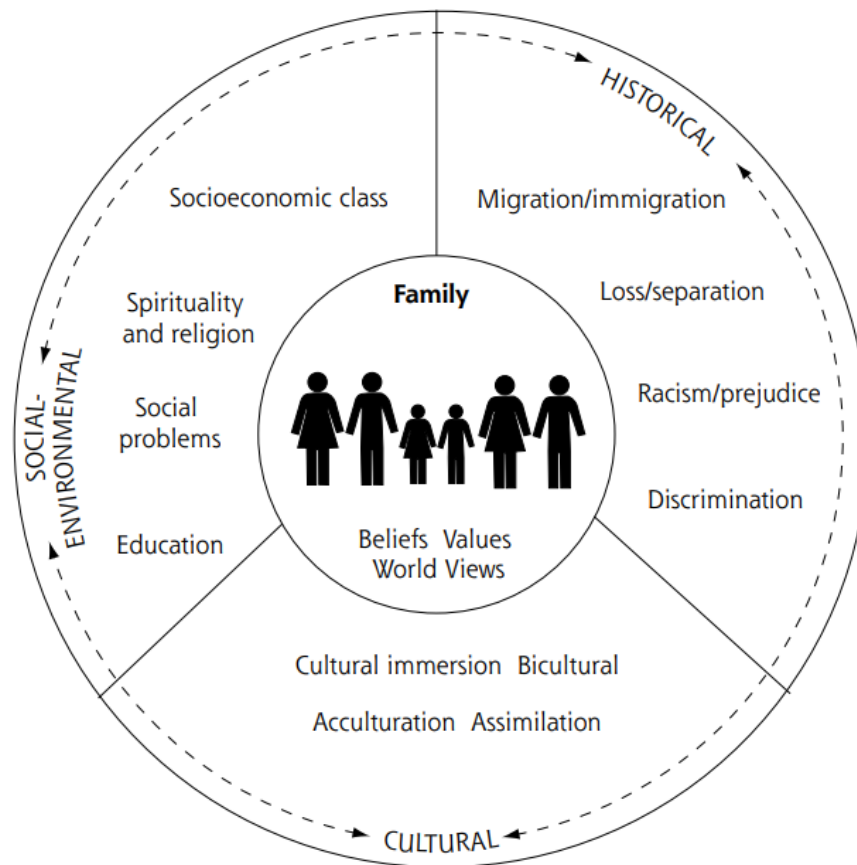 HISTORICAL
Socioeconomic class
Migration/immigration
Family
Loss/separation
Spirituality
and religion
Racism/prejudice
Social
problems
SOCIAL-
ENVIRONMENTAL
Discrimination
Education
Beliefs Values
World Views
Cultural immersion Bicultural
Acculturation Assimilation
CULTURAL